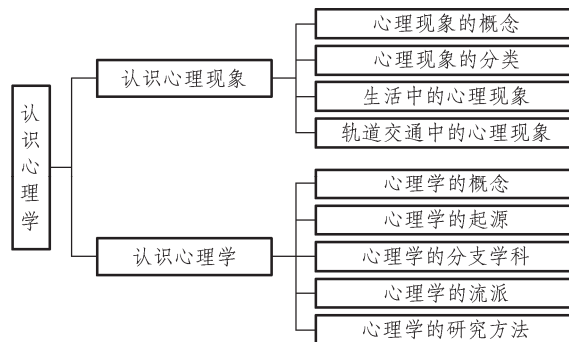 认识心理学
认识心理现象
心理现象的概念
心理现象的分类
生活中的心理现象
轨道交通中的心理现象
认识心理学
心理学的概念
心理学的起源
心理学的分支学科
心理学的流派
心理学的研究方法